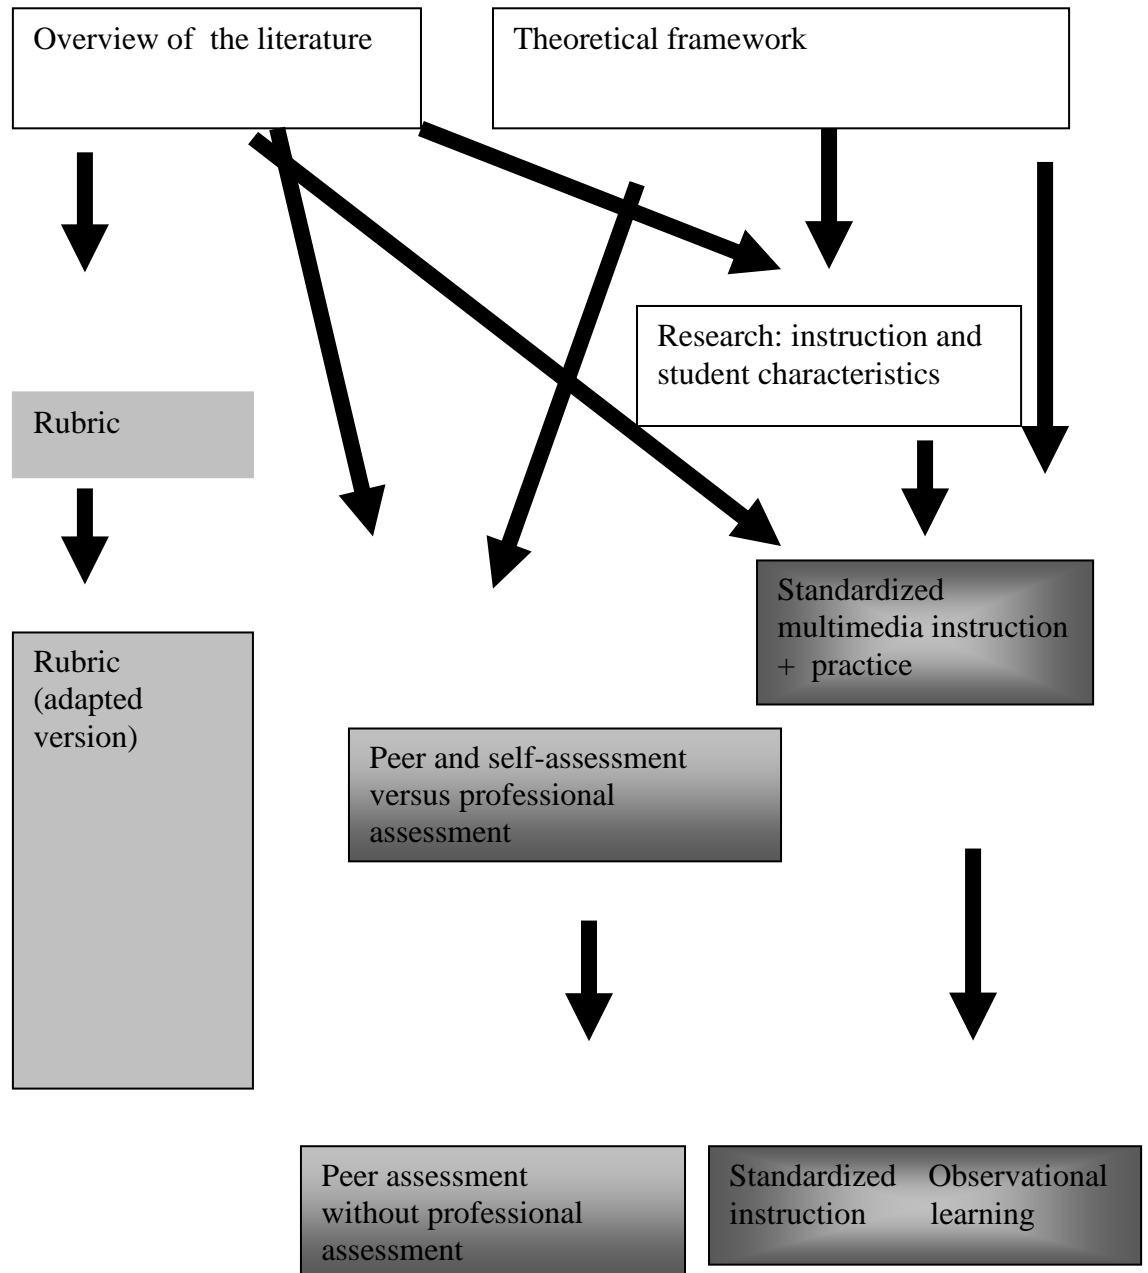 Overview of  the literature
Theoretical framework
Research: instruction and
student characteristics
Rubric
Standardized
multimedia instruction
+  practice
Rubric
(adapted
version)
Peer and self-assessment
versus professional
assessment
Peer assessment
without professional
assessment
Standardized    Observational
instruction        learning